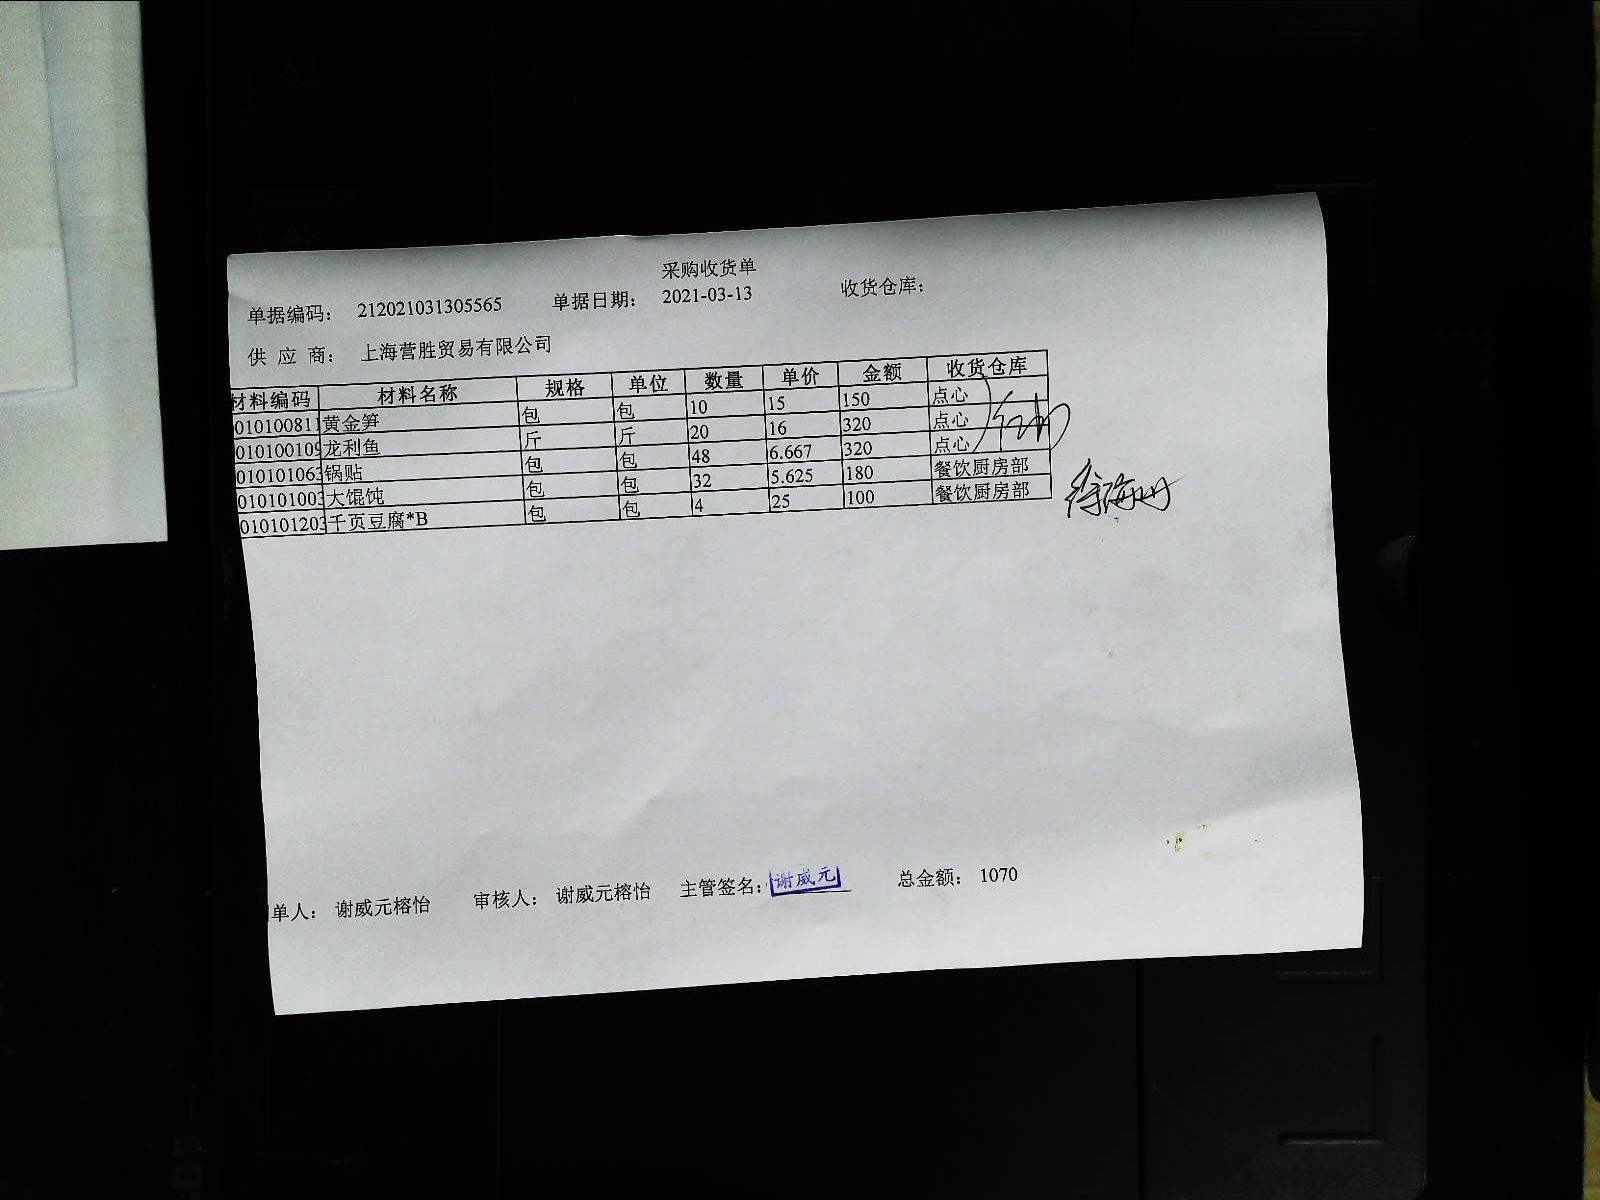 采购收货单
单据编码： 212021031305565 单据日期： 2021-03-13 收货仓库：
供 应 商： 上海营胜贸易有限公司
材料编码 材料名称 规格 单位 数量 单价 金额 收货仓库
010100811 黄金笋 包 包 10 15 150 点心
010100109 龙利鱼 斤 斤 20 16 320 点心
010101063 锅贴 包 包 48 6.667 320 点心
010101003 大馄饨 包 包 32 5.625 180 餐饮厨房部
010101203 千页豆腐*B 包 包 4 25 100 餐饮厨房部
单人： 谢威元榕怡 审核人： 谢威元榕怡 主管签名： 谢威元 总金额： 1070